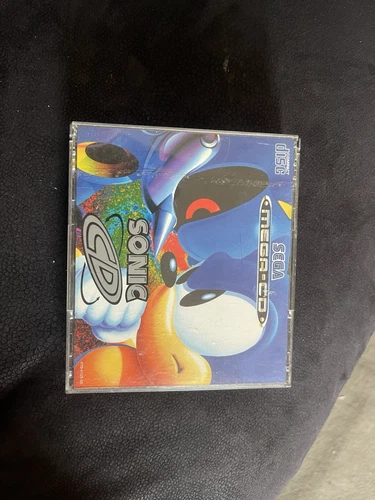 SEGA
MEGA-CD
disc
SONIC
CD